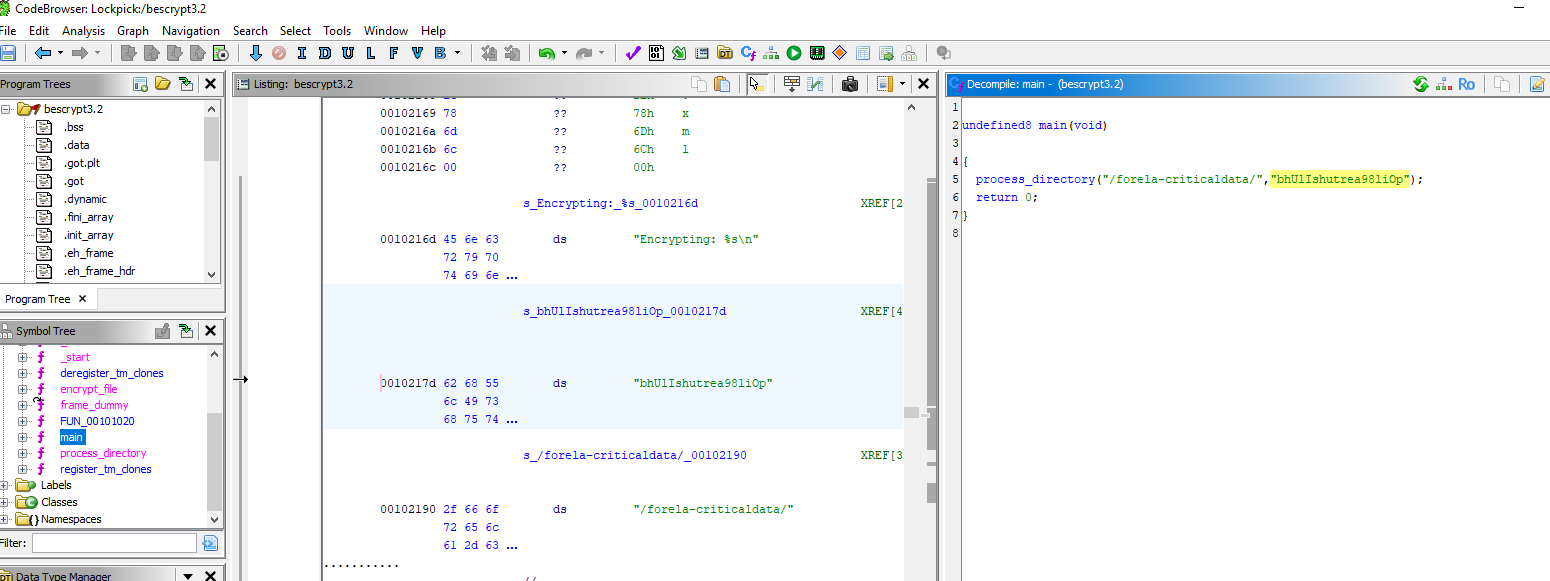 CodeBrowser: Lockpick:/bescrypt3.2
File Edit Analysis Graph Navigation Search Select Tools Window Help
I D U L F V B
Program Trees
bescrypt3.2
.bss
.data
.got.plt
.got
.dynamic
.fini_array
.init_array
.eh_frame
.eh_frame_hdr
Program Tree ×
Symbol Tree
_start
deregister_tm_clones
encrypt_file
frame_dummy
FUN_00101020
main
process_directory
register_tm_clones
Labels
Classes
Namespaces
Filter:
Data Type Manager
Listing: bescrypt3.2
00102169 78 ?? 78h x
0010216a 6d ?? 6Dh m
0010216b 6c ?? 6Ch l
0010216c 00 ?? 00h
s_Encrypting:_%s_0010216d XREF[2
0010216d 45 6e 63 ds "Encrypting: %s\n"
72 79 70
74 69 6e ...
s_bhUlIshutrea98liOp_0010217d XREF[4
0010217d 62 68 55 ds "bhUlIshutrea98liOp"
6c 49 73
68 75 74 ...
s_/forela-criticaldata/_00102190 XREF[3
00102190 2f 66 6f ds "/forela-criticaldata/"
72 65 6c
61 2d 63 ...
...........
//
Decompile: main - (bescrypt3.2)
Ro
1
2 undefined8 main(void)
3
4 {
5 process_directory("/forela-criticaldata/","bhUlIshutrea98liOp");
6 return 0;
7 }
8